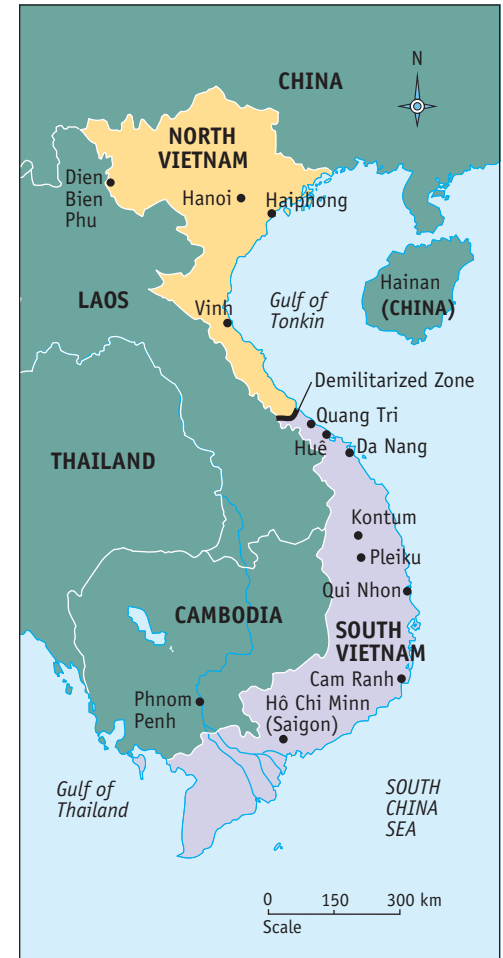 N
CHINA
NORTH
VIETNAM
Dien
Bien
Phu
Hanoi
Haiphong
Hainan
(CHINA)
LAOS
Gulf of
Tonkin
Vinh
Demilitarized Zone
Quang Tri
Huê
Da Nang
THAILAND
Kontum
Pleiku
Qui Nhon
CAMBODIA
SOUTH
VIETNAM
Cam Ranh
Phnom
Penh
Hô Chi Minn
(Saigon)
Gulf of
Thailand
SOUTH
CHINA
SEA
0 150 300 km
Scale